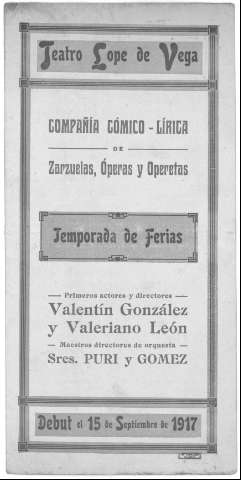 Teatro Lope de Vega
COMPAÑÍA CÓMICO - LÍRICA
DE
Zarzuelas, Óperas y Operetas
Temporada de Ferias
Primeros actores y directores
Valentín González
y Valeriano León
Maestros directores de orquesta
Sres. PURI y GOMEZ
Debut el 15 de Septiembre de 1917